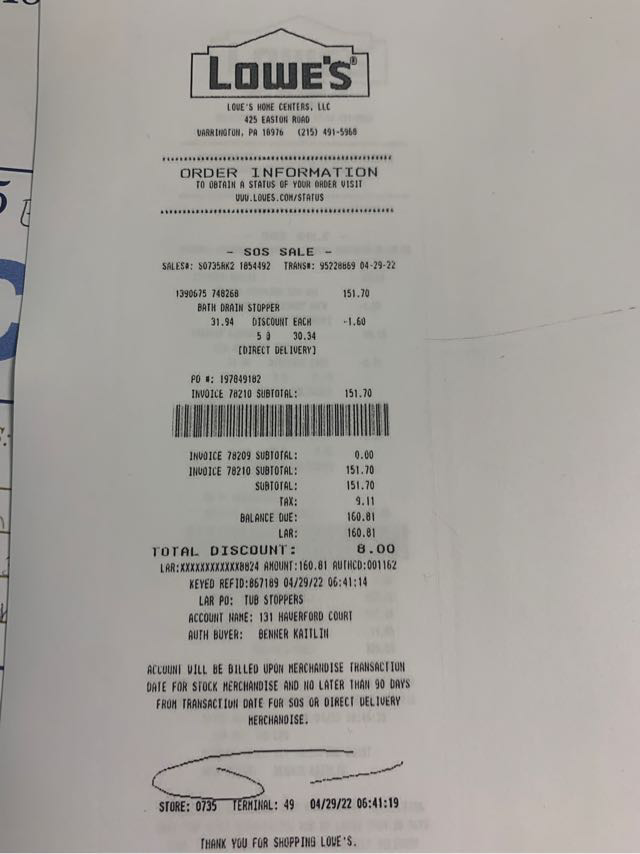 LOWE'S®
LOWE'S HOME CENTERS, LLC
425 EASTON ROAD
WARRINGTON, PA 18976 (215) 491-5968
ORDER INFORMATION
TO OBTAIN A STATUS OF YOUR ORDER VISIT
WWW.LOWES.COM/STATUS
- SOS SALE -
SALES#: S0735RK2 1854492 TRANS#: 95228869 04-29-22
1390675 748268 151.70
BATH DRAIN STOPPER
31.94 DISCOUNT EACH -1.60
5 @ 30.34
[DIRECT DELIVERY]
PO #: 197849182
INVOICE 78210 SUBTOTAL: 151.70
INVOICE 78209 SUBTOTAL: 0.00
INVOICE 78210 SUBTOTAL: 151.70
SUBTOTAL: 151.70
TAX: 9.11
BALANCE DUE: 160.81
LAR: 160.81
TOTAL DISCOUNT: 8.00
LAR:XXXXXXXXXXXX8824 AMOUNT:160.81 AUTHCD:001162
KEYED REFID:867189 04/29/22 06:41:14
LAR PO: TUB STOPPERS
ACCOUNT NAME: 131 HAVERFORD COURT
AUTH BUYER: BENNER KAITLIN
ACCOUNT WILL BE BILLED UPON MERCHANDISE TRANSACTION
DATE FOR STOCK MERCHANDISE AND NO LATER THAN 90 DAYS
FROM TRANSACTION DATE FOR SOS OR DIRECT DELIVERY
MERCHANDISE.
STORE: 0735 TERMINAL: 49 04/29/22 06:41:19
THANK YOU FOR SHOPPING LOWE'S.